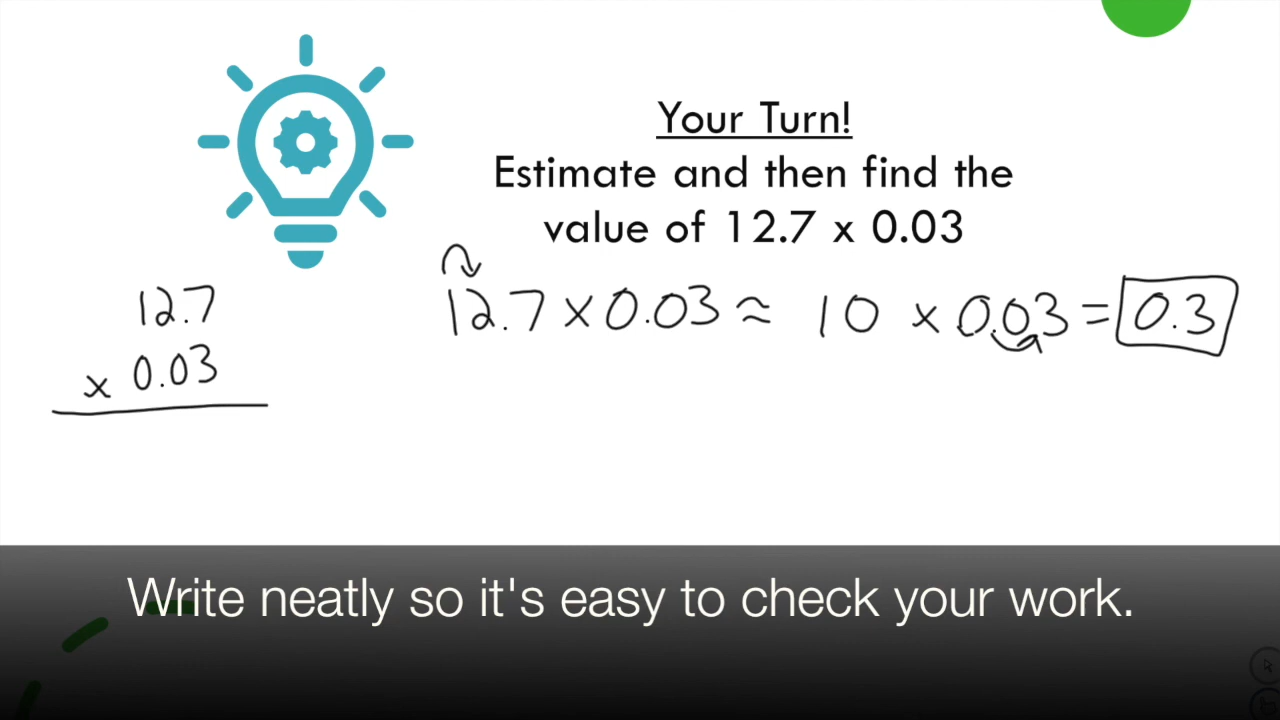 Your Turn!
Estimate and then find the
value of 12.7 x 0.03
12.7 × 0.03 ≈ 10 × 0.03 = 0.3
12.7
x 0.03
Write neatly so it's easy to check your work.